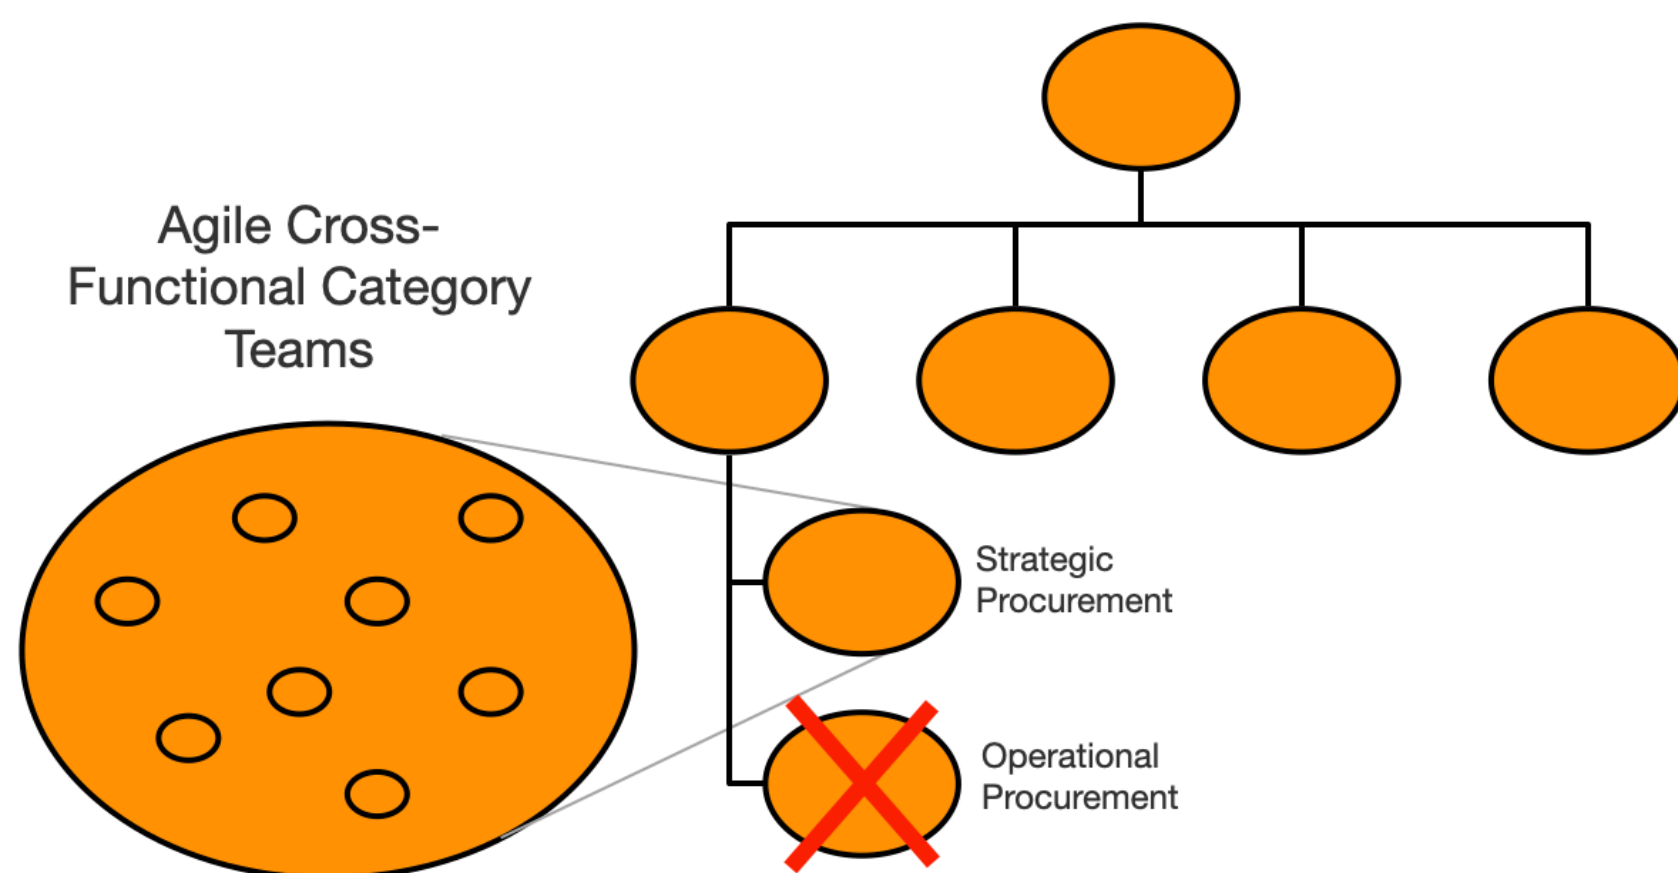 Agile Cross-
Functional Category
Teams
Strategic
Procurement
Operational
Procurement